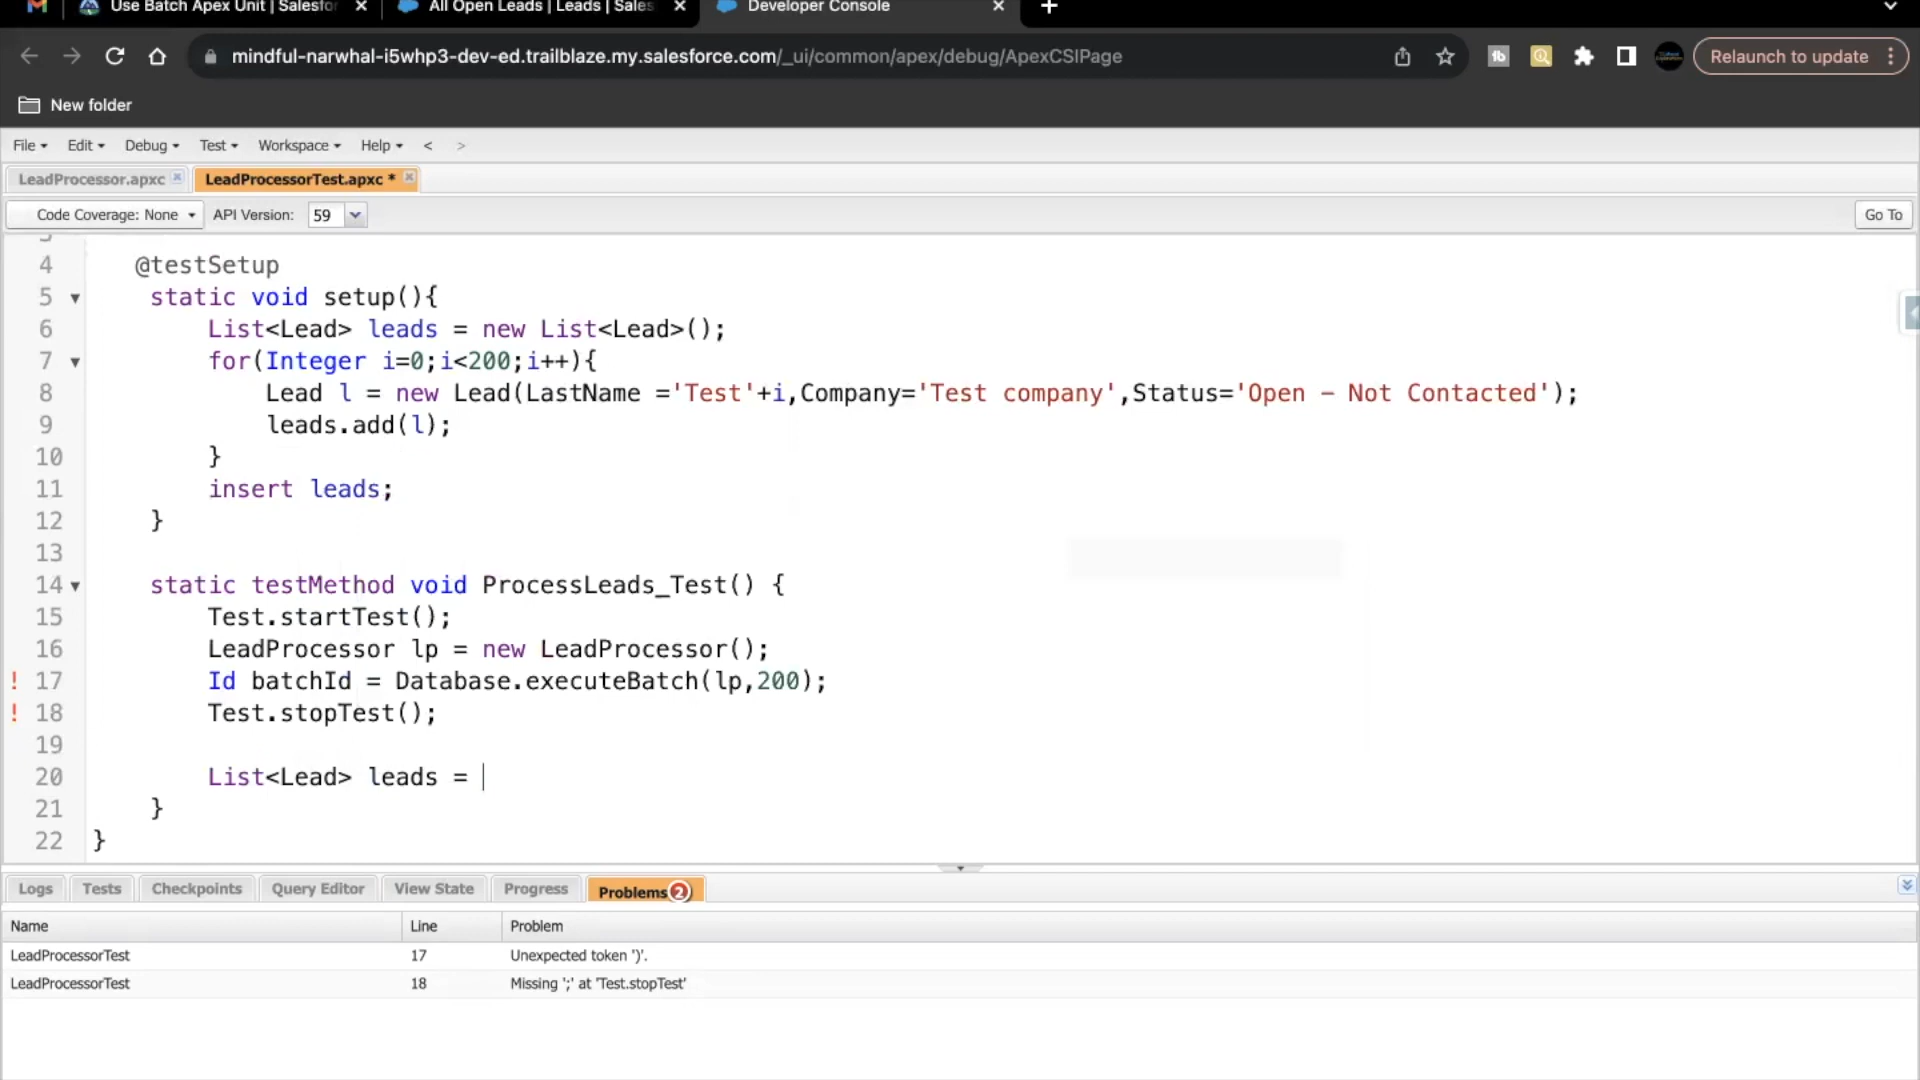 Use Batch Apex Unit | Salesfor
All Open Leads | Leads | Sales
Developer Console
mindful-narwhal-i5whp3-dev-ed.trailblaze.my.salesforce.com/_ui/common/apex/debug/ApexCSIPage
Relaunch to update
New folder
File Edit Debug Test Workspace Help < >
LeadProcessor.apxc LeadProcessorTest.apxc *
Code Coverage: None API Version: 59 Go To
4 @testSetup
5 static void setup(){
6 List<Lead> leads = new List<Lead>();
7 for(Integer i=0;i<200;i++){
8 Lead l = new Lead(LastName ='Test'+i,Company='Test company',Status='Open - Not Contacted');
9 leads.add(l);
10 }
11 insert leads;
12 }
13
14 static testMethod void ProcessLeads_Test() {
15 Test.startTest();
16 LeadProcessor lp = new LeadProcessor();
! 17 Id batchId = Database.executeBatch(lp,200);
! 18 Test.stopTest();
19
20 List<Lead> leads =
21 }
22 }
Logs Tests Checkpoints Query Editor View State Progress Problems 2
Name Line Problem
LeadProcessorTest 17 Unexpected token ')'.
LeadProcessorTest 18 Missing ';' at 'Test.stopTest'